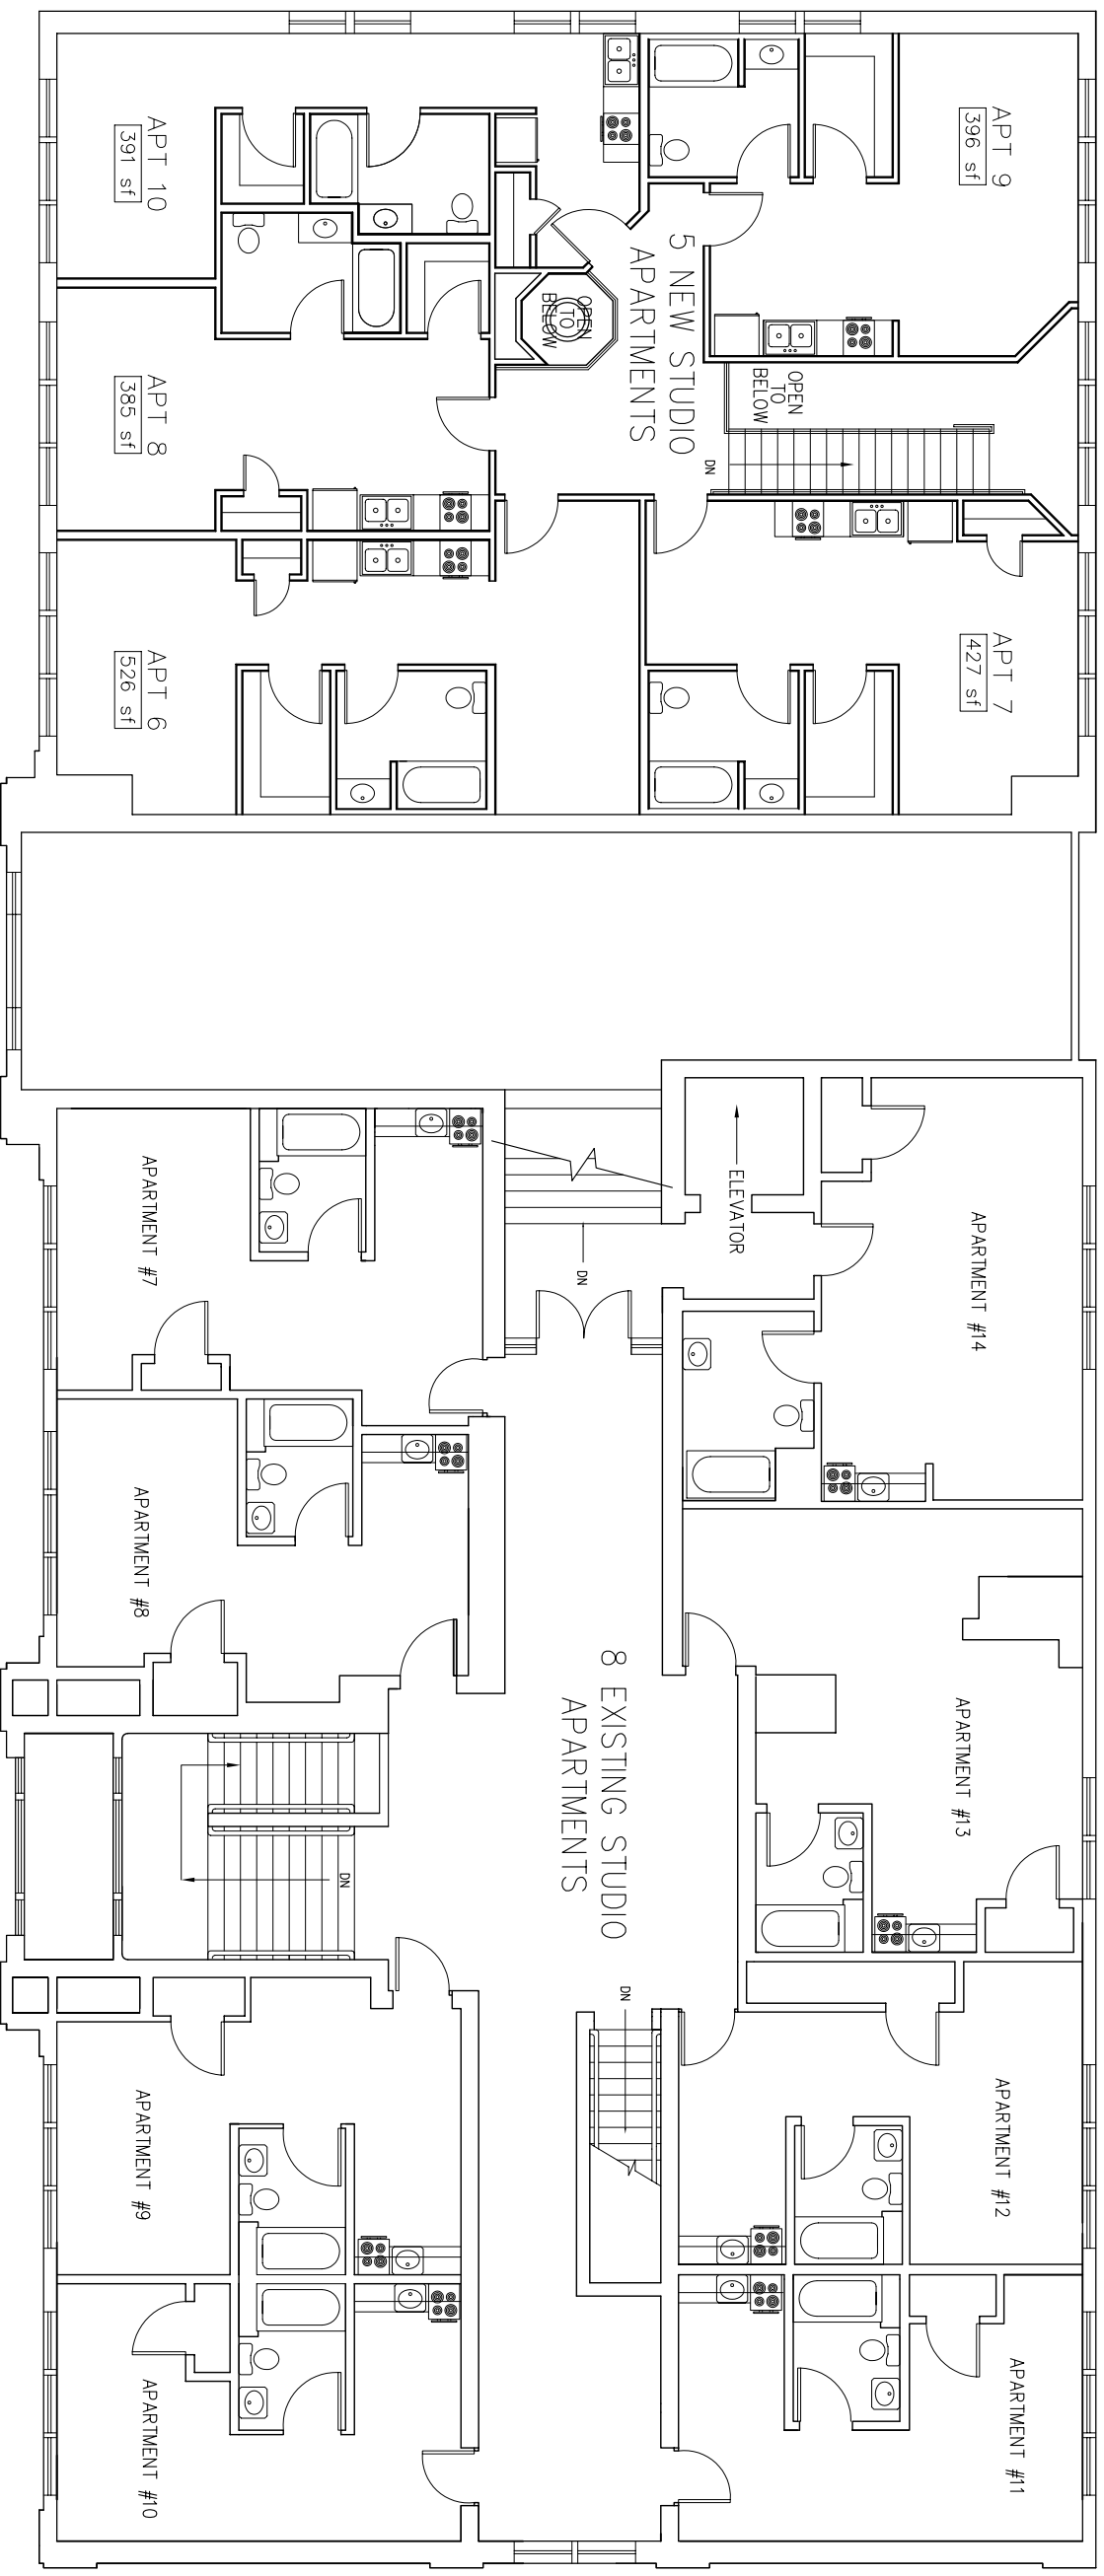 APT 9
396 sf
APT 10
391 sf
5 NEW STUDIO
APARTMENTS
OPEN
TO
BELOW
OPEN
TO
BELOW
DN
APT 8
385 sf
APT 7
427 sf
APT 6
526 sf
ELEVATOR
DN
APARTMENT #14
APARTMENT #7
APARTMENT #8
8 EXISTING STUDIO
APARTMENTS
APARTMENT #13
DN
DN
APARTMENT #12
APARTMENT #9
APARTMENT #11
APARTMENT #10